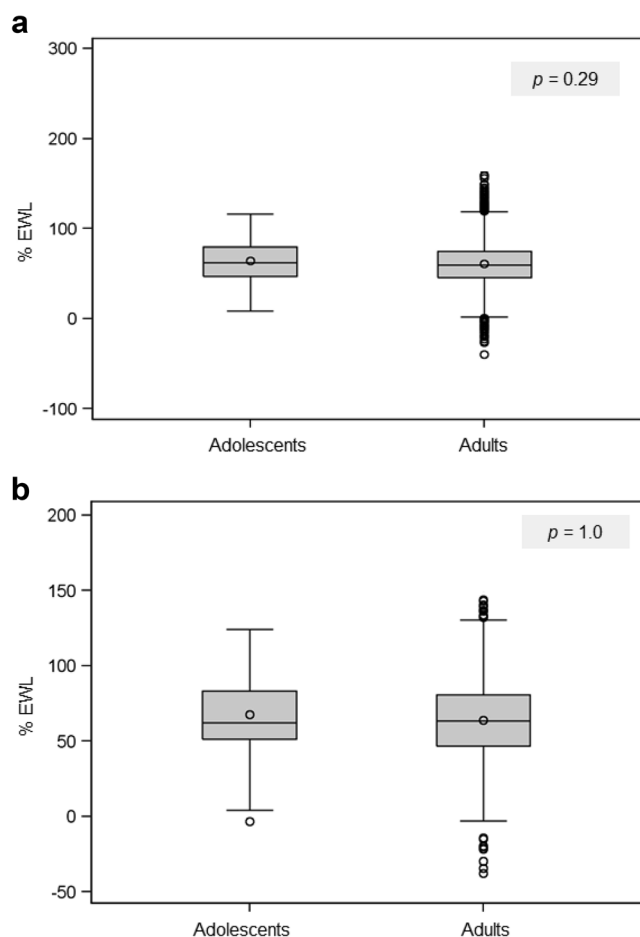 a
300
p = 0.29
200
100
0
-100
% EWL
Adolescents Adults
b
200
p = 1.0
150
100
50
0
-50
% EWL
Adolescents Adults